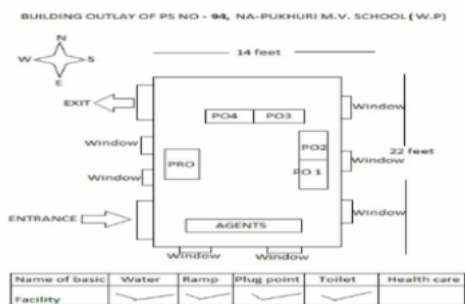 BUILDING OUTLAY OF PS NO - 94, NA-PUKHURI M.V. SCHOOL ( W.P)
N
14 feet
W S
E
EXIT
Window
PO4 PO3
Window
PO2
22 feet
PRO
Window
Window
PO 1
ENTRANCE
Window
AGENTS
Window Window
Name of basic Water Ramp Plug point Toilet Health care
Facility